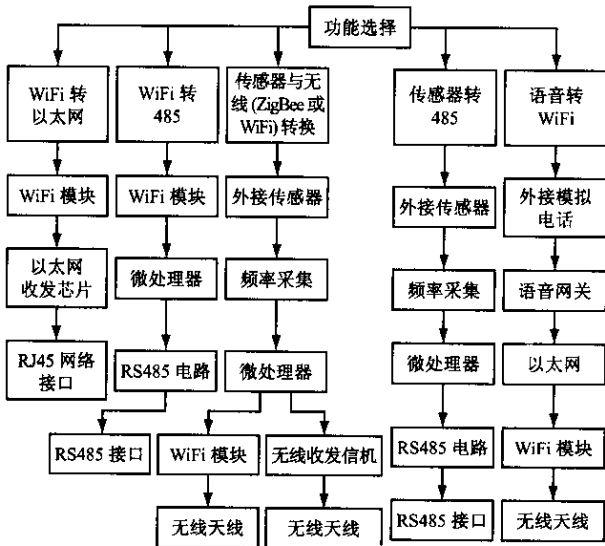 功能选择
WiFi 转
以太网
WiFi 转
485
传感器与无
线 (ZigBee 或
WiFi) 转换
传感器转
485
语音转
WiFi
WiFi 模块
WiFi 模块
外接传感器
外接传感器
外接模拟
电话
以太网
收发芯片
微处理器
频率采集
频率采集
语音网关
RJ45 网络
接口
RS485 电路
微处理器
微处理器
以太网
RS485 接口
WiFi 模块
无线收发信机
RS485 电路
WiFi 模块
无线天线
无线天线
RS485 接口
无线天线